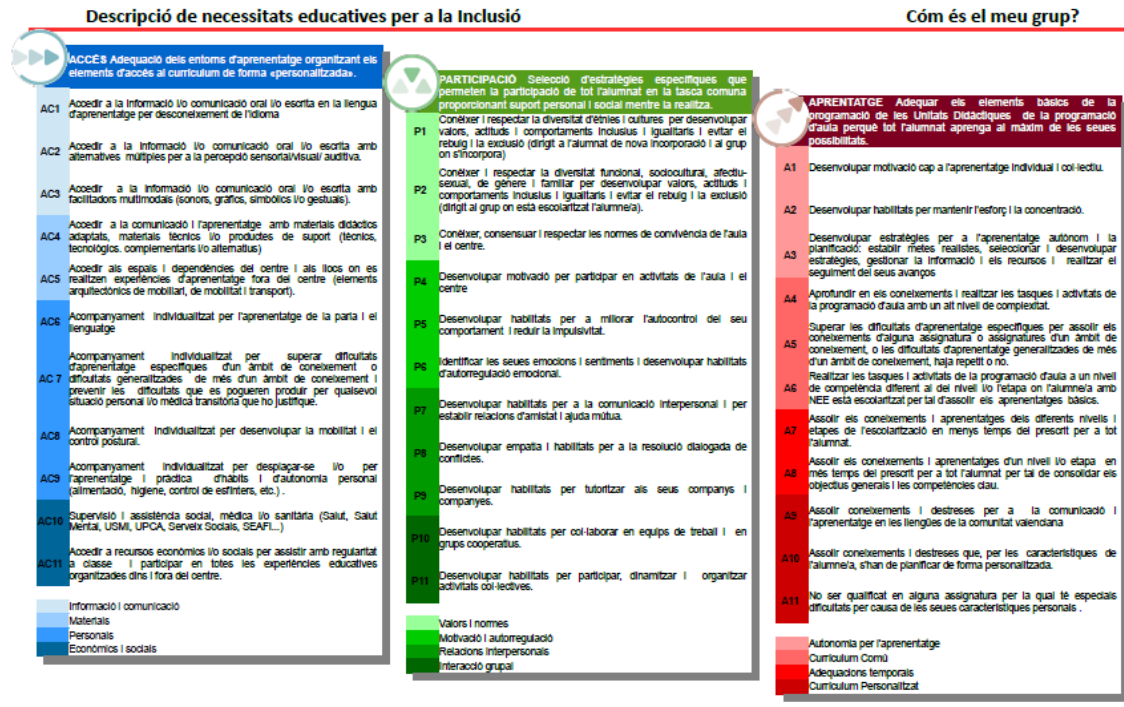 Descripció de necessitats educatives per a la Inclusió
Cóm és el meu grup?
ACCÉS Adequació dels entorns d'aprenentatge organitzant els
elements d'accés al currículum de forma «personalitzada».
AC1 Accedir a la Informació i/o comunicació oral i/o escrita en la llengua
d'aprenentatge per desconeixement de l'idioma
AC2 Accedir a la informació i/o comunicació oral i/o escrita amb
alternatives múltiples per a la percepció sensorial/visual/ auditiva.
AC3 Accedir a la informació i/o comunicació oral i/o escrita amb
facilitadors multimodals (sonors, gràfics, simbòlics i/o gestuals).
AC4 Accedir a la comunicació i l'aprenentatge amb materials didàctics
adaptats, materials tècnics i/o productes de suport (tècnics,
tecnològics. complementaris i/o alternatius)
AC5 Accedir als espais i dependències del centre i als llocs on es
realitzen experiències d'aprenentatge fora del centre (elements
arquitectònics de mobiliari, de mobilitat i transport).
AC6 Acompanyament individualitzat per l'aprenentatge de la parla i el
llenguatge
AC 7 Acompanyament individualitzat per superar dificultats
d'aprenentatge específiques d'un àmbit de coneixement o
dificultats generalitzades de més d'un àmbit de coneixement i
prevenir les dificultats que es pogueren produir per qualsevol
situació personal i/o mèdica transitòria que ho justifique.
AC8 Acompanyament individualitzat per desenvolupar la mobilitat i el
control postural.
AC9 Acompanyament individualitzat per desplaçar-se i/o per
l'aprenentatge i pràctica d'hàbits i d'autonomia personal
(alimentació, higiene, control de esfínters, etc.) .
AC10 Supervisió i assistència social, mèdica i/o sanitària (Salut, Salut
Mental, USMI, UPCA, Serveix Socials, SEAFI...)
AC11 Accedir a recursos econòmics i/o socials per assistir amb regularitat
a classe i participar en totes les experiències educatives
organitzades dins i fora del centre.
Informació i comunicació
Materials
Personals
Econòmics i socials
PARTICIPACIÓ Selecció d'estratègies específiques que
permeten la participació de tot l'alumnat en la tasca comuna
proporcionant suport personal i social mentre la realitza.
P1 Conéixer i respectar la diversitat d'ètnies i cultures per desenvolupar
valors, actituds i comportaments inclusius i igualitaris i evitar el
rebuig i la exclusió (dirigit a l'alumnat de nova incorporació i al grup
on s'incorpora)
P2 Conéixer i respectar la diversitat funcional, sociocultural, afectiu-
sexual, de gènere i familiar per desenvolupar valors, actituds i
comportaments inclusius i igualitaris i evitar el rebuig i la exclusió
(dirigit al grup on està escolaritzat l'alumne/a).
P3 Conéixer, consensuar i respectar les normes de convivència de l'aula
i el centre.
P4 Desenvolupar motivació per participar en activitats de l'aula i el
centre
P5 Desenvolupar habilitats per a millorar l'autocontrol del seu
comportament i reduir la impulsivitat.
P6 Identificar les seues emocions i sentiments i desenvolupar habilitats
d'autorregulació emocional.
P7 Desenvolupar habilitats per a la comunicació interpersonal i per
establir relacions d'amistat i ajuda mútua.
P8 Desenvolupar empatia i habilitats per a la resolució dialogada de
conflictes.
P9 Desenvolupar habilitats per tutoritzar als seus companys i
companyes.
P10 Desenvolupar habilitats per col·laborar en equips de treball i en
grups cooperatius.
P11 Desenvolupar habilitats per participar, dinamitzar i organitzar
activitats col·lectives.
Valors i normes
Motivació i autorregulació
Relacions interpersonals
Interacció grupal
APRENTATGE Adequar els elements bàsics de la
programació de les Unitats Didàctiques de la programació
d'aula perquè tot l'alumnat aprenga al màxim de les seues
possibilitats.
A1 Desenvolupar motivació cap a l'aprenentatge individual i col·lectiu.
A2 Desenvolupar habilitats per mantenir l'esforç i la concentració.
A3 Desenvolupar estratègies per a l'aprenentatge autònom i la
planificació: establir metes realistes, seleccionar i desenvolupar
estratègies, gestionar la informació i els recursos i realitzar el
seguiment del seus avanços
A4 Aprofundir en els coneixements i realitzar les tasques i activitats de
la programació d'aula amb un alt nivell de complexitat.
A5 Superar les dificultats d'aprenentatge específiques per assolir els
coneixements d'alguna assignatura o assignatures d'un àmbit de
coneixement, o les dificultats d'aprenentatge generalitzades de més
d'un àmbit de coneixement, haja repetit o no.
A6 Realitzar les tasques i activitats de la programació d'aula a un nivell
de competència diferent al del nivell i/o l'etapa on l'alumne/a amb
NEE està escolaritzat per tal d'assolir els aprenentatges bàsics.
A7 Assolir els coneixements i aprenentatges dels diferents nivells i
etapes de l'escolarització en menys temps del prescrit per a tot
l'alumnat.
A8 Assolir els coneixements i aprenentatges d'un nivell i/o etapa en
més temps del prescrit per a tot l'alumnat per tal de consolidar els
objectius generals i les competències clau.
A9 Assolir coneixements i destreses per a la comunicació i
l'aprenentatge en les llengües de la comunitat valenciana
A10 Assolir coneixements i destreses que, per les característiques de
l'alumne/a, s'han de planificar de forma personalitzada.
A11 No ser qualificat en alguna assignatura per la qual té especials
dificultats per causa de les seues característiques personals .
Autonomia per l'aprenentatge
Currículum Comú
Adequacions temporals
Currículum Personalitzat